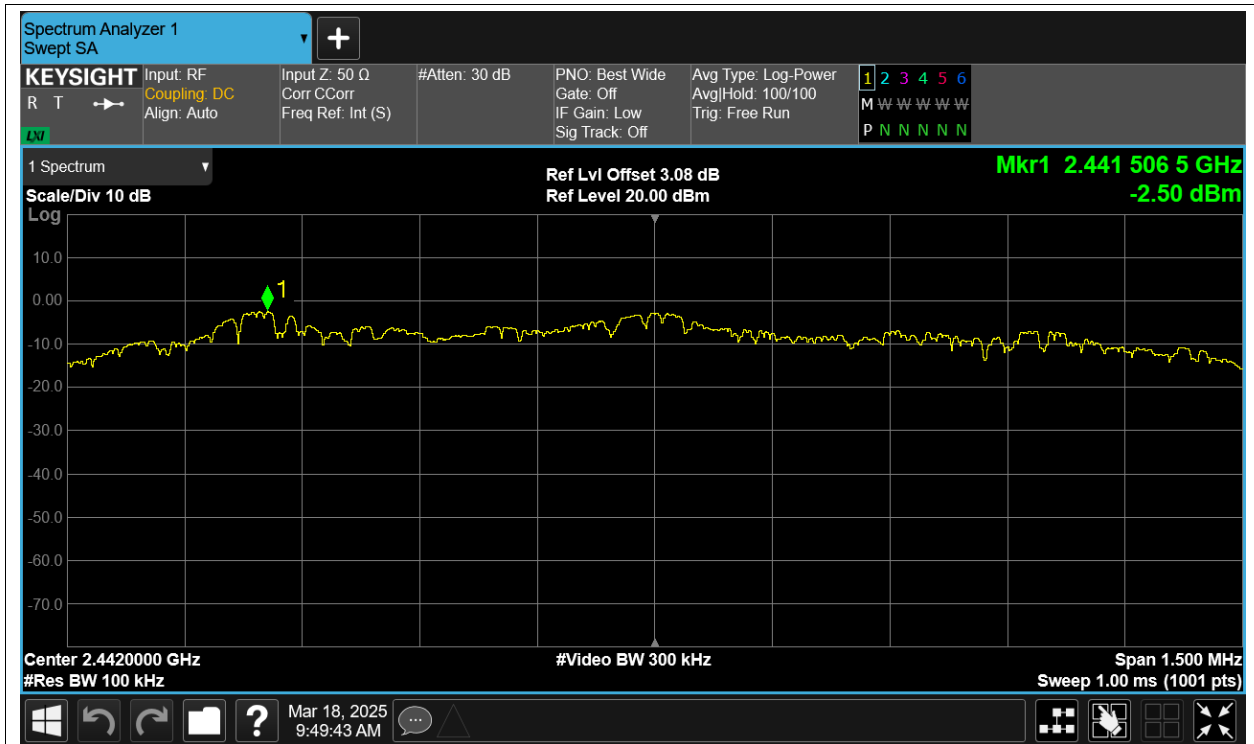 Spectrum Analyzer 1
Swept SA
KEYSIGHT
R T
LXI
Input: RF
Coupling: DC
Align: Auto
Input Z: 50 Ω
Corr CCorr
Freq Ref: Int (S)
#Atten: 30 dB
PNO: Best Wide
Gate: Off
IF Gain: Low
Sig Track: Off
Avg Type: Log-Power
Avg|Hold: 100/100
Trig: Free Run
1 2 3 4 5 6
M W W W W W
P N N N N N
1 Spectrum
Scale/Div 10 dB
Ref Lvl Offset 3.08 dB
Ref Level 20.00 dBm
Mkr1 2.441 506 5 GHz
-2.50 dBm
Log
10.0
0.00
-10.0
-20.0
-30.0
-40.0
-50.0
-60.0
-70.0
1
Center 2.4420000 GHz
#Res BW 100 kHz
#Video BW 300 kHz
Span 1.500 MHz
Sweep 1.00 ms (1001 pts)
?
Mar 18, 2025
9:49:43 AM